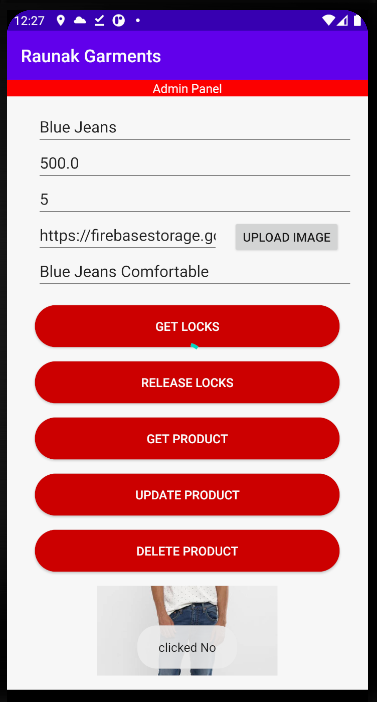 12:27
Raunak Garments
Admin Panel
Blue Jeans
500.0
5
https://firebasestorage.go
UPLOAD IMAGE
Blue Jeans Comfortable
GET LOCKS
RELEASE LOCKS
GET PRODUCT
UPDATE PRODUCT
DELETE PRODUCT
clicked No